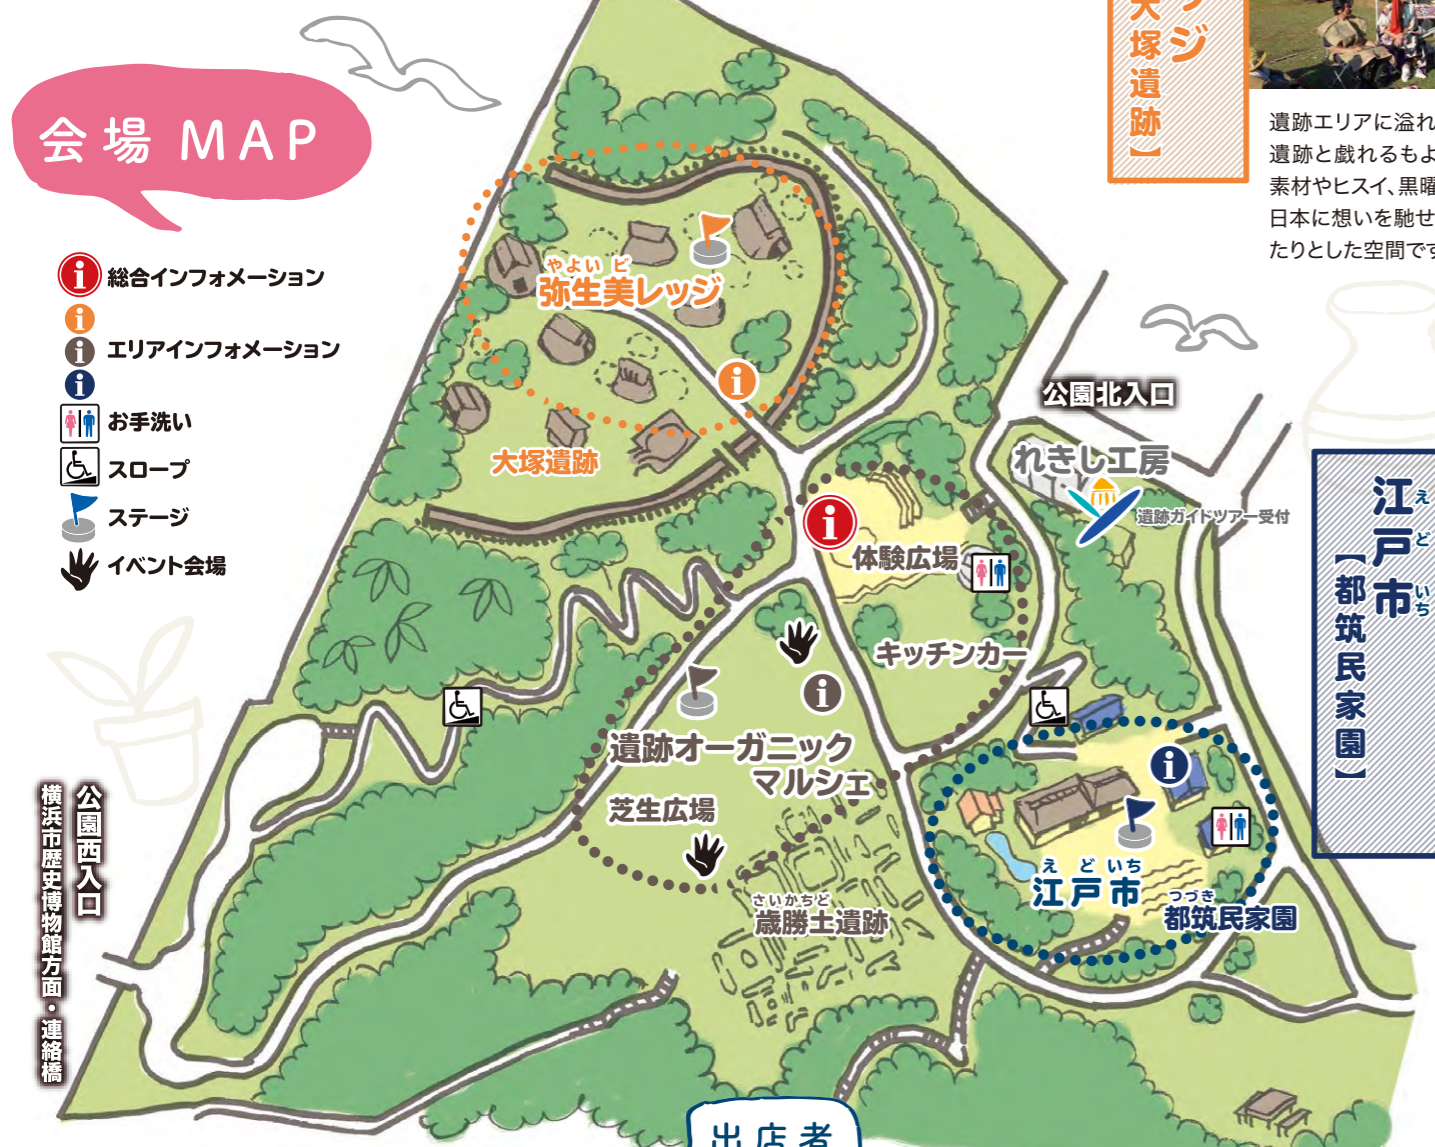 会場 MAP
総合インフォメーション
エリアインフォメーション
お手洗い
スロープ
ステージ
イベント会場
やよい ビ
弥生美レッジ
大塚遺跡
公園北入口
れきし工房
遺跡ガイドツアー受付
体験広場
キッチンカー
遺跡オーガニック
マルシェ
芝生広場
さいかちど
歳勝土遺跡
えどいち
江戸市
つづき
都筑民家園
公園西入口
横浜市歴史博物館方面・連絡橋
ジ
大塚遺跡】
遺跡エリアに溢れ
遺跡と戯れるもよ
素材やヒスイ、黒曜
日本に想いを馳せ
たりとした空間です
江戸市
えどいち
【都筑民家園】
出店者